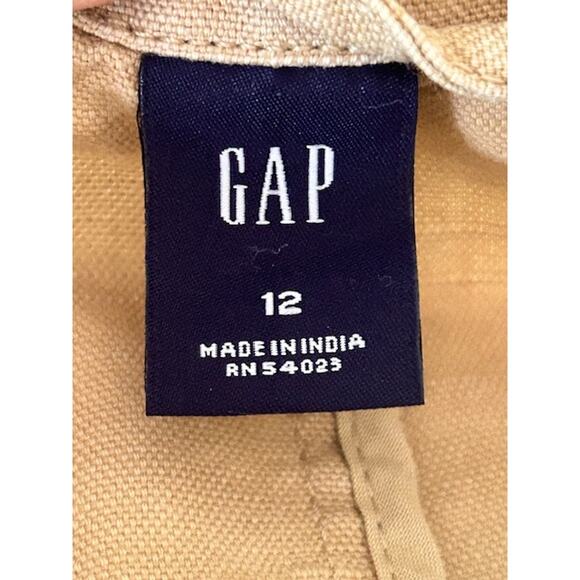 GAP
12
MADE IN INDIA
RN 54023